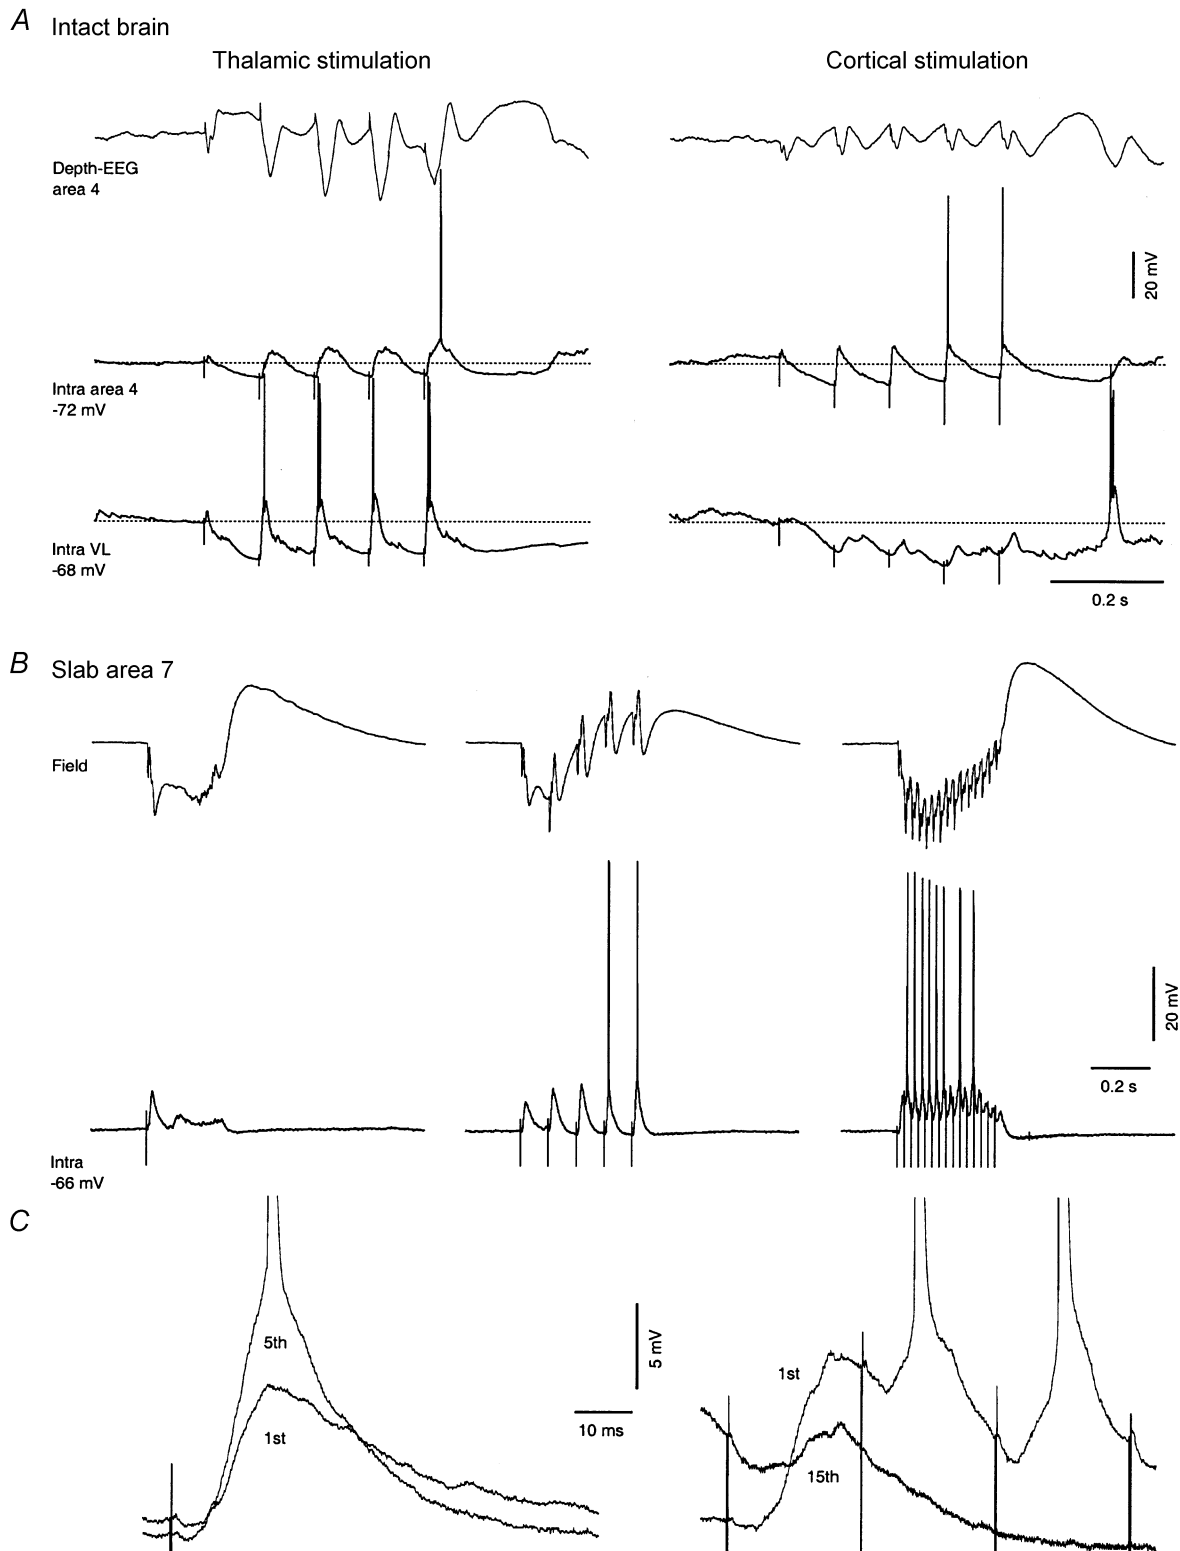 A Intact brain
Thalamic stimulation
Cortical stimulation
Depth-EEG
area 4
20 mV
Intra area 4
-72 mV
Intra VL
-68 mV
0.2 s
B Slab area 7
Field
20 mV
0.2 s
Intra
-66 mV
C
5th
5 mV
1st
10 ms
1st
15th